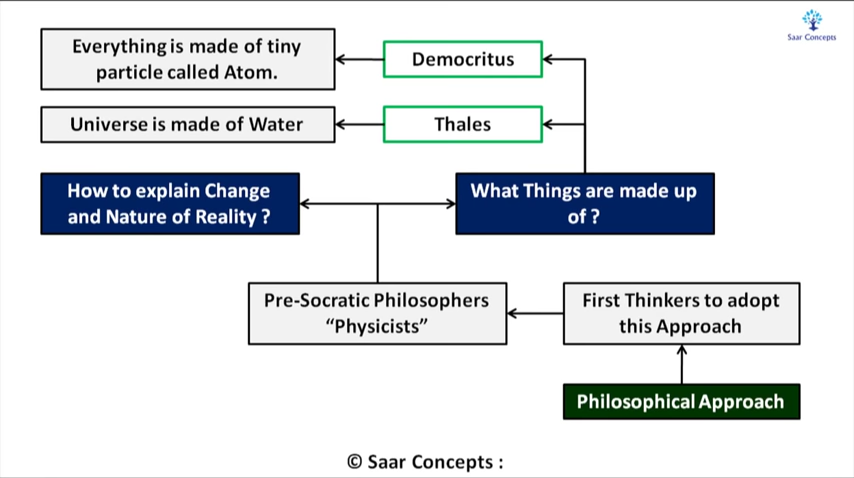 Saar Concepts
Everything is made of tiny
particle called Atom.
Democritus
Universe is made of Water
Thales
How to explain Change
and Nature of Reality ?
What Things are made up
of ?
Pre-Socratic Philosophers
“Physicists”
First Thinkers to adopt
this Approach
Philosophical Approach
© Saar Concepts :